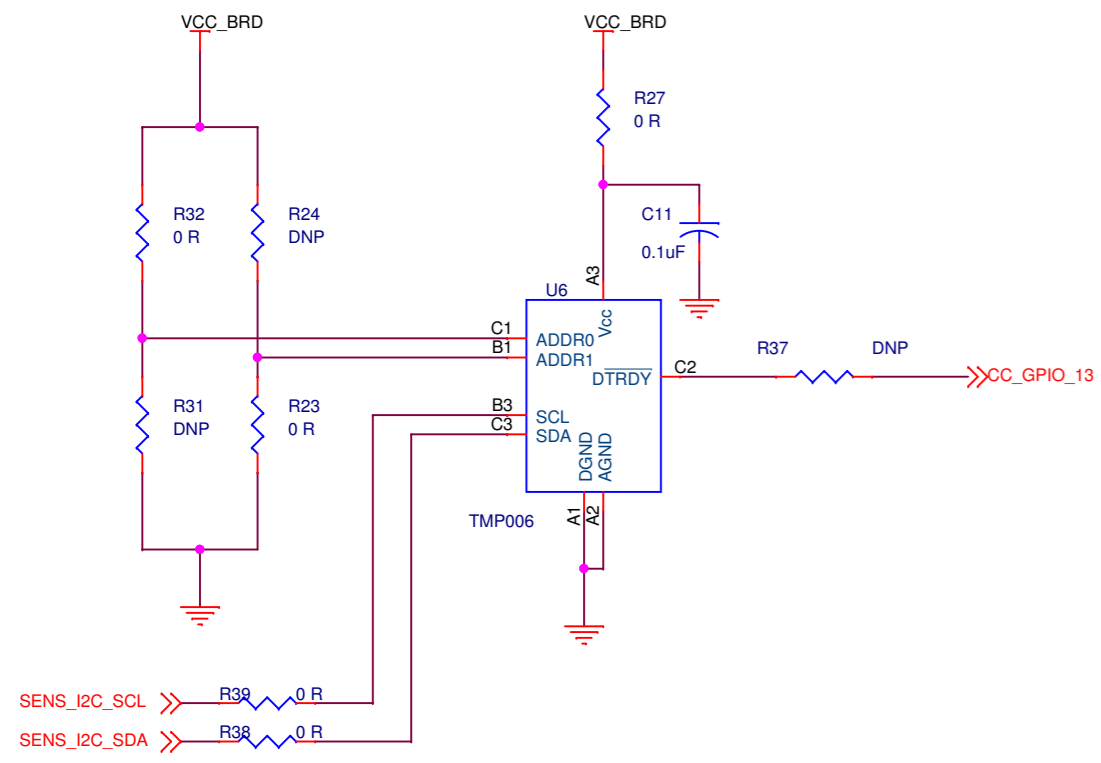 VCC_BRD
VCC_BRD
R27
0 R
R32
0 R
R24
DNP
C11
0.1uF
A3
U6
Vcc
C1
ADDR0
B1
ADDR1
DTRDY
C2
R37
DNP
CC_GPIO_13
R31
DNP
R23
0 R
B3
SCL
C3
SDA
DGND
AGND
A1
A2
TMP006
SENS_I2C_SCL
R39
0 R
SENS_I2C_SDA
R38
0 R